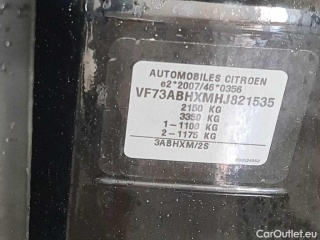 AUTOMOBILES CITROEN
e2*2007/46*0356
VF73ABHXMHJ821535
2150 KG
3350 KG
1-1100 KG
2-1175 KG
3ABHXM/2S
CarOutlet.eu